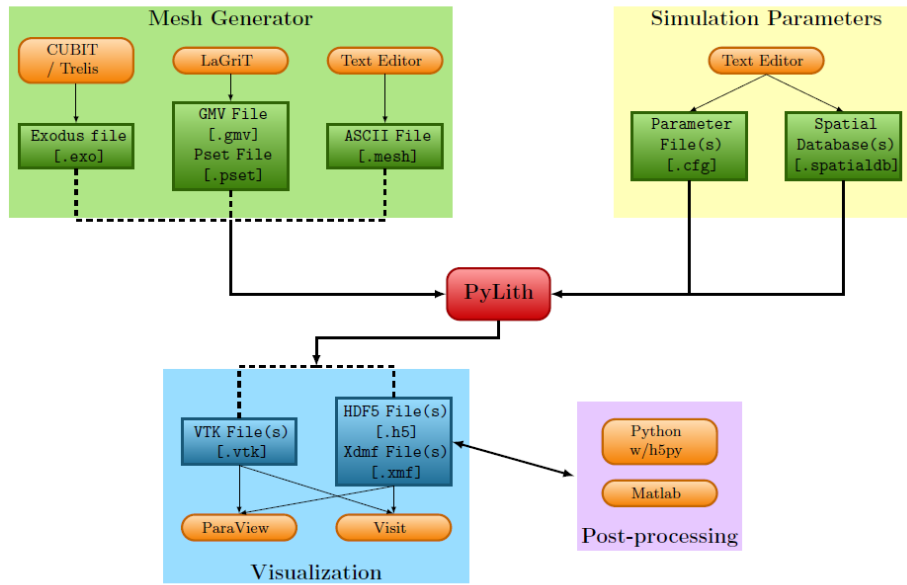 Mesh Generator
CUBIT
/ Trelis
LaGriT
Text Editor
Exodus file
[.exo]
GMV File
[.gmv]
Pset File
[.pset]
ASCII File
[.mesh]
Simulation Parameters
Text Editor
Parameter
File(s)
[.cfg]
Spatial
Database(s)
[.spatialdb]
PyLith
VTK File(s)
[.vtk]
HDF5 File(s)
[.h5]
Xdmf File(s)
[.xmf]
ParaView
Visit
Visualization
Python
w/h5py
Matlab
Post-processing